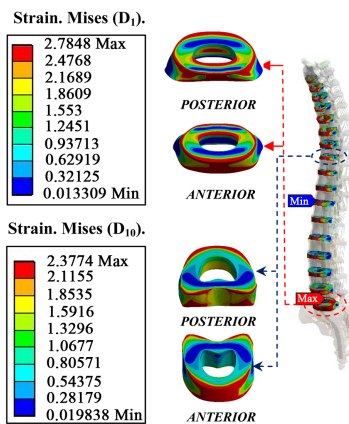 Strain. Mises (D₁).
2.7848 Max
2.4768
2.1689
1.8609
1.553
1.2451
0.93713
0.62919
0.32125
0.013309 Min
POSTERIOR
ANTERIOR
Min
Max
Strain. Mises (D₁₀).
2.3774 Max
2.1155
1.8535
1.5916
1.3296
1.0677
0.80571
0.54375
0.28179
0.019838 Min
POSTERIOR
ANTERIOR